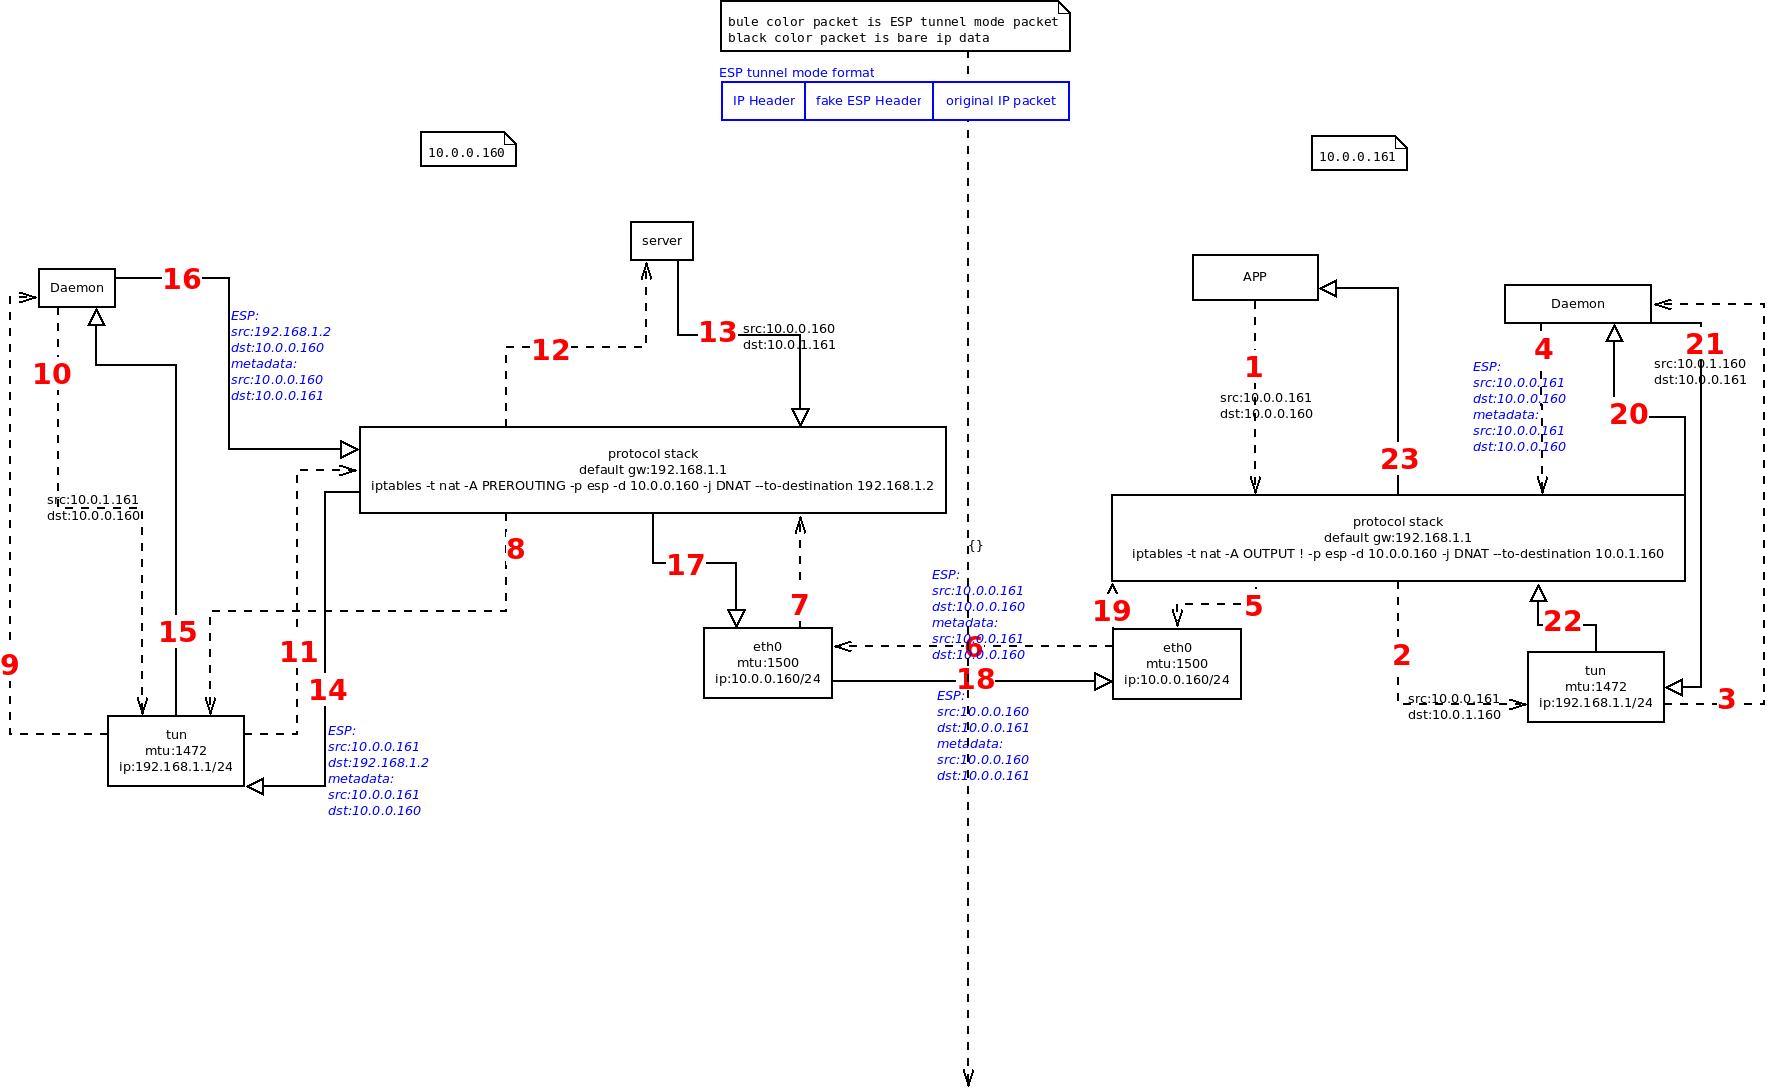 bule color packet is ESP tunnel mode packet
black color packet is bare ip data
ESP tunnel mode format
IP Header
fake ESP Header
original IP packet
10.0.0.160
10.0.0.161
server
Daemon
16
ESP:
src:192.168.1.2
dst:10.0.0.160
metadata:
src:10.0.0.160
dst:10.0.0.161
10
12
13
src:10.0.0.160
dst:10.0.1.161
src:10.0.1.161
dst:10.0.0.160
protocol stack
default gw:192.168.1.1
iptables -t nat -A PREROUTING -p esp -d 10.0.0.160 -j DNAT --to-destination 192.168.1.2
8
17
7
9
15
11
14
eth0
mtu:1500
ip:10.0.0.160/24
tun
mtu:1472
ip:192.168.1.1/24
ESP:
src:10.0.0.161
dst:192.168.1.2
metadata:
src:10.0.0.161
dst:10.0.0.160
{}
ESP:
src:10.0.0.161
dst:10.0.0.160
metadata:
src:10.0.0.161
dst:10.0.0.160
6
18
ESP:
src:10.0.0.160
dst:10.0.0.161
metadata:
src:10.0.0.160
dst:10.0.0.161
APP
Daemon
1
src:10.0.0.161
dst:10.0.0.160
4
ESP:
src:10.0.0.161
dst:10.0.0.160
metadata:
src:10.0.0.161
dst:10.0.0.160
21
src:10.0.1.160
dst:10.0.0.161
20
23
protocol stack
default gw:192.168.1.1
iptables -t nat -A OUTPUT ! -p esp -d 10.0.0.160 -j DNAT --to-destination 10.0.1.160
19
5
22
2
eth0
mtu:1500
ip:10.0.0.160/24
src:10.0.0.161
dst:10.0.1.160
tun
mtu:1472
ip:192.168.1.1/24
3